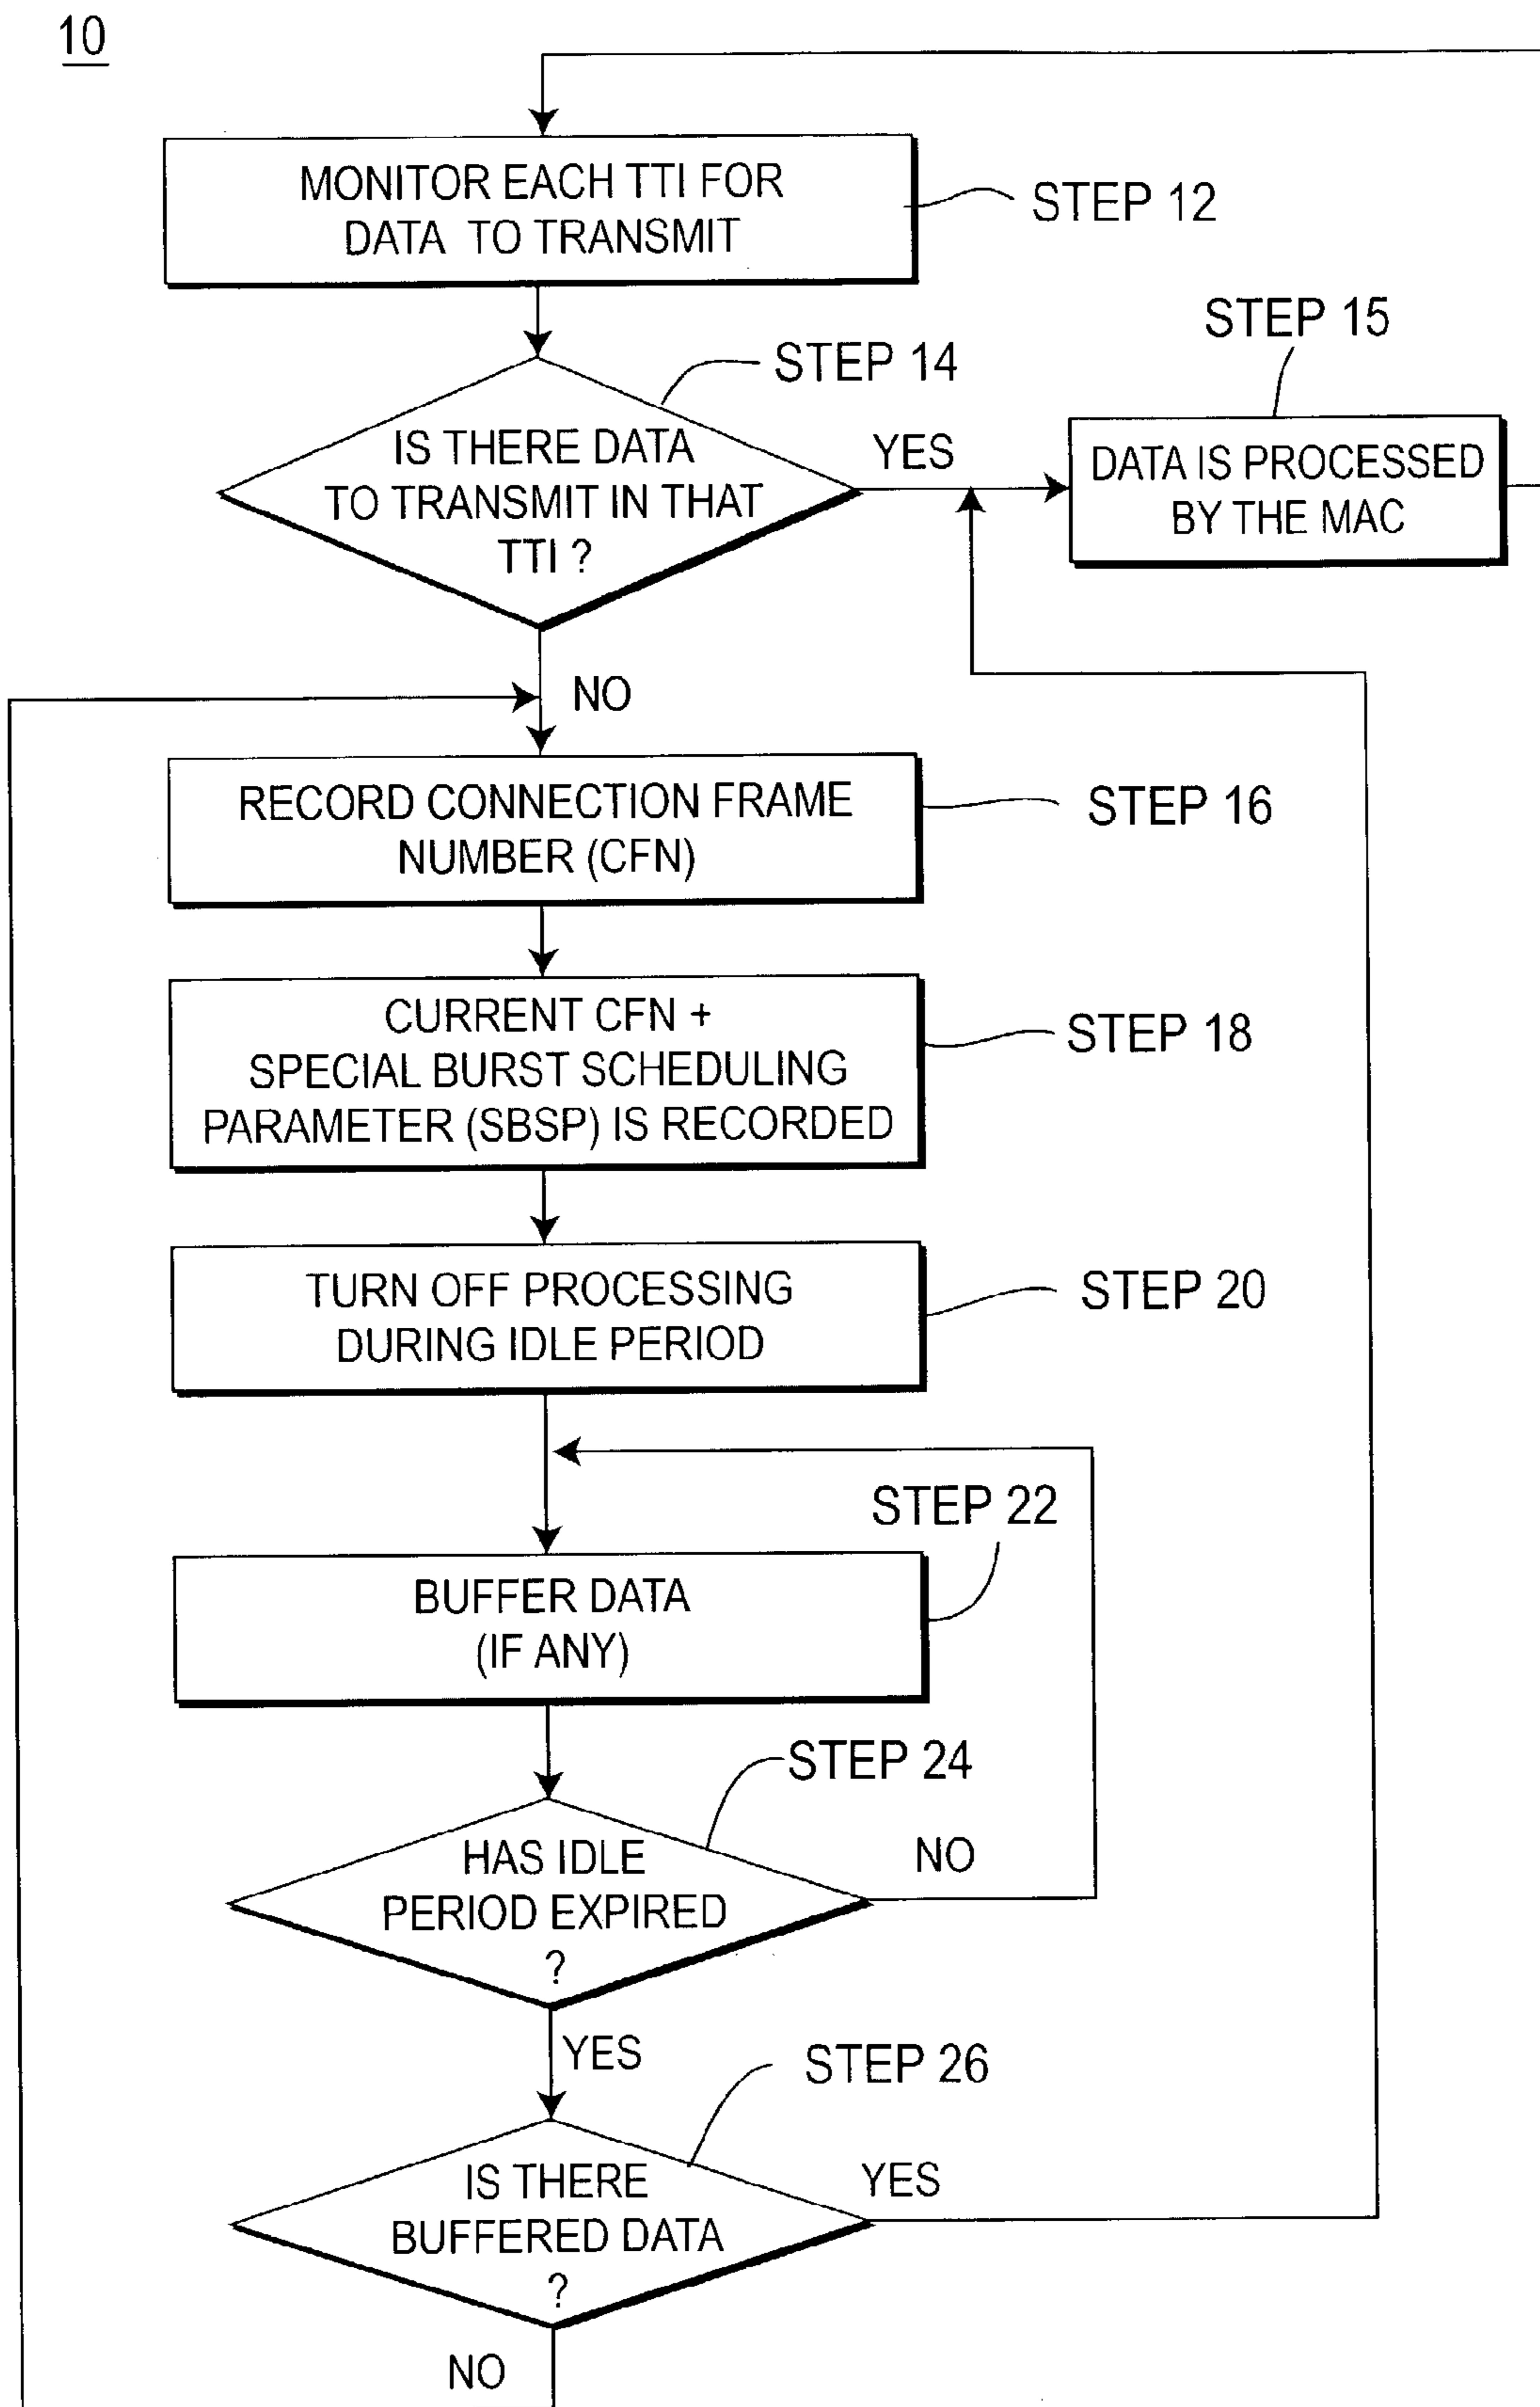 10
MONITOR EACH TTI FOR
DATA TO TRANSMIT
STEP 12
STEP 15
STEP 14
IS THERE DATA
TO TRANSMIT IN THAT
TTI ?
YES
DATA IS PROCESSED
BY THE MAC
NO
RECORD CONNECTION FRAME
NUMBER (CFN)
STEP 16
CURRENT CFN +
SPECIAL BURST SCHEDULING
PARAMETER (SBSP) IS RECORDED
STEP 18
TURN OFF PROCESSING
DURING IDLE PERIOD
STEP 20
STEP 22
BUFFER DATA
(IF ANY)
STEP 24
HAS IDLE
PERIOD EXPIRED
?
NO
YES
STEP 26
IS THERE
BUFFERED DATA
?
YES
NO